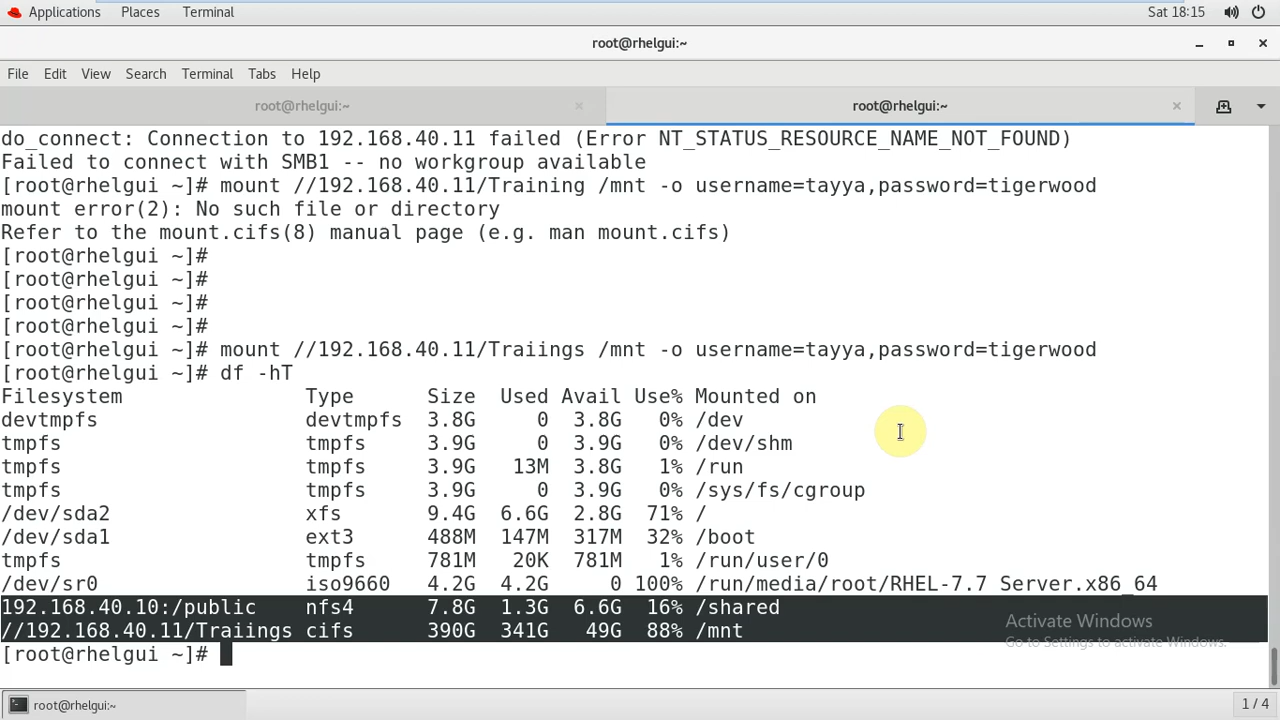 Applications Places Terminal Sat 18:15
root@rhelgui:~
File Edit View Search Terminal Tabs Help
root@rhelgui:~ × root@rhelgui:~ ×
do_connect: Connection to 192.168.40.11 failed (Error NT_STATUS_RESOURCE_NAME_NOT_FOUND)
Failed to connect with SMB1 -- no workgroup available
[root@rhelgui ~]# mount //192.168.40.11/Training /mnt -o username=tayya,password=tigerwood
mount error(2): No such file or directory
Refer to the mount.cifs(8) manual page (e.g. man mount.cifs)
[root@rhelgui ~]#
[root@rhelgui ~]#
[root@rhelgui ~]#
[root@rhelgui ~]#
[root@rhelgui ~]# mount //192.168.40.11/Traiings /mnt -o username=tayya,password=tigerwood
[root@rhelgui ~]# df -hT
Filesystem Type Size Used Avail Use% Mounted on
devtmpfs devtmpfs 3.8G 0 3.8G 0% /dev
tmpfs tmpfs 3.9G 0 3.9G 0% /dev/shm
tmpfs tmpfs 3.9G 13M 3.8G 1% /run
tmpfs tmpfs 3.9G 0 3.9G 0% /sys/fs/cgroup
/dev/sda2 xfs 9.4G 6.6G 2.8G 71% /
/dev/sda1 ext3 488M 147M 317M 32% /boot
tmpfs tmpfs 781M 20K 781M 1% /run/user/0
/dev/sr0 iso9660 4.2G 4.2G 0 100% /run/media/root/RHEL-7.7 Server.x86_64
192.168.40.10:/public nfs4 7.8G 1.3G 6.6G 16% /shared
//192.168.40.11/Traiings cifs 390G 341G 49G 88% /mnt
[root@rhelgui ~]#
Activate Windows
Go to Settings to activate Windows.
root@rhelgui:~ 1 / 4